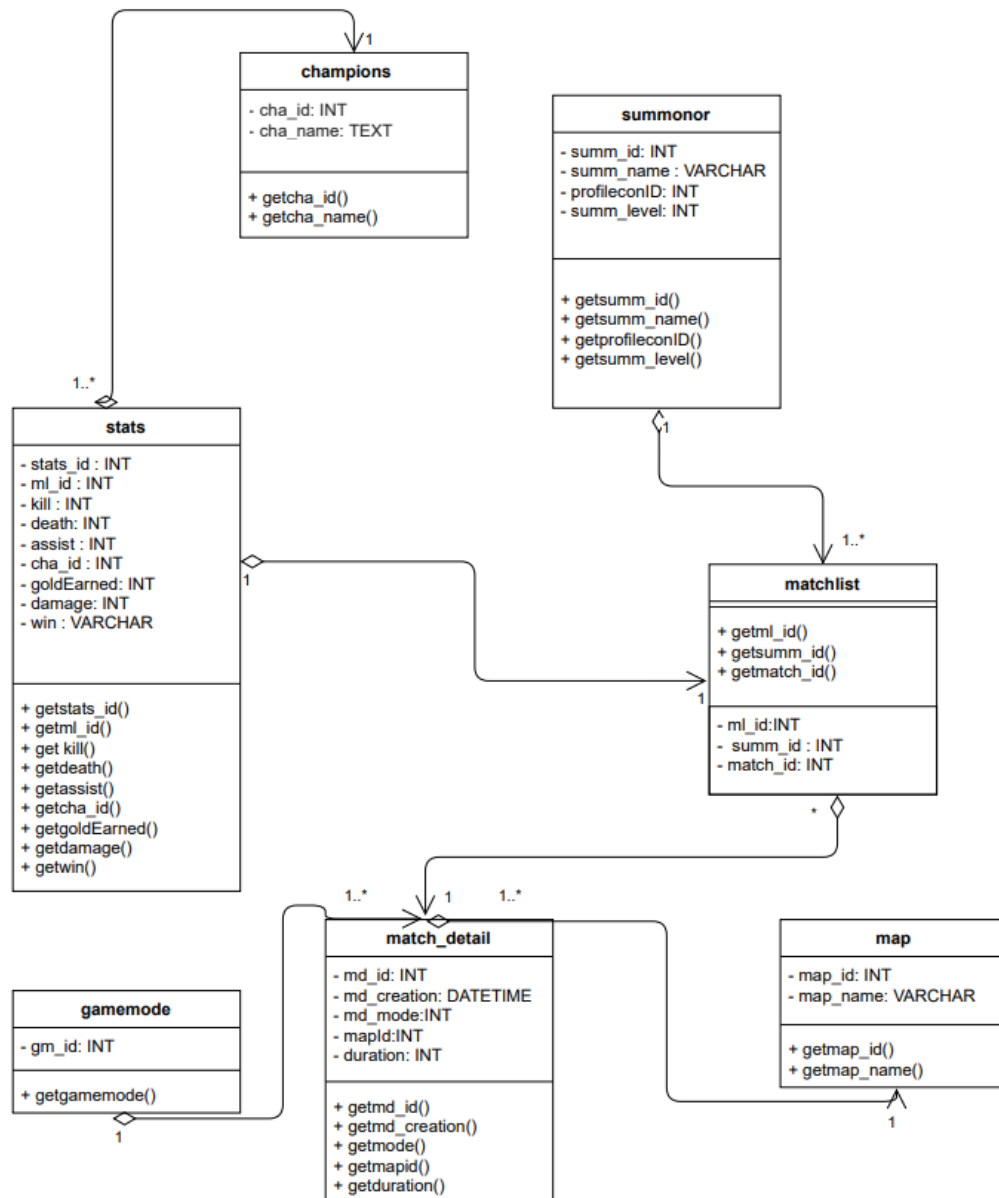 1
champions
- cha_id: INT
- cha_name: TEXT
+ getcha_id()
+ getcha_name()
summonor
- summ_id: INT
- summ_name : VARCHAR
- profileconID: INT
- summ_level: INT
+ getsumm_id()
+ getsumm_name()
+ getprofileconID()
+ getsumm_level()
1
1..*
stats
- stats_id : INT
- ml_id : INT
- kill : INT
- death: INT
- assist : INT
- cha_id : INT
- goldEarned: INT
- damage: INT
- win : VARCHAR
+ getstats_id()
+ getml_id()
+ get kill()
+ getdeath()
+ getassist()
+ getcha_id()
+ getgoldEarned()
+ getdamage()
+ getwin()
1
1..*
matchlist
+ getml_id()
+ getsumm_id()
+ getmatch_id()
- ml_id:INT
- summ_id : INT
- match_id: INT
1
*
1..*
1
1..*
match_detail
- md_id: INT
- md_creation: DATETIME
- md_mode:INT
- mapId:INT
- duration: INT
+ getmd_id()
+ getmd_creation()
+ getmode()
+ getmapid()
+ getduration()
map
- map_id: INT
- map_name: VARCHAR
+ getmap_id()
+ getmap_name()
1
gamemode
- gm_id: INT
+ getgamemode()
1